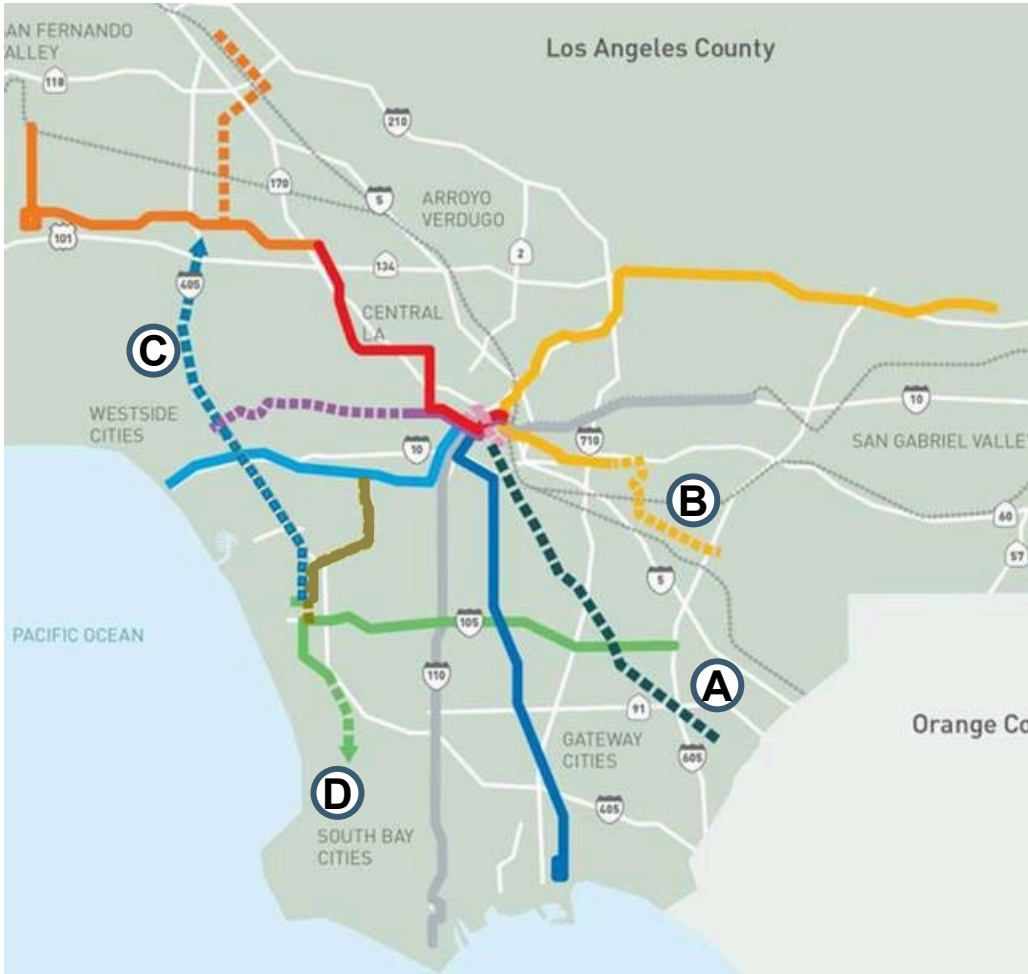 AN FERNANDO
ALLEY
Los Angeles County
118
210
170
5
ARROYO
VERDUGO
101
2
134
405
CENTRAL
LA
C
WESTSIDE
CITIES
10
10
710
SAN GABRIEL VALLEY
B
60
57
5
PACIFIC OCEAN
105
110
A
91
Orange Co
GATEWAY
CITIES
605
D
405
SOUTH BAY
CITIES